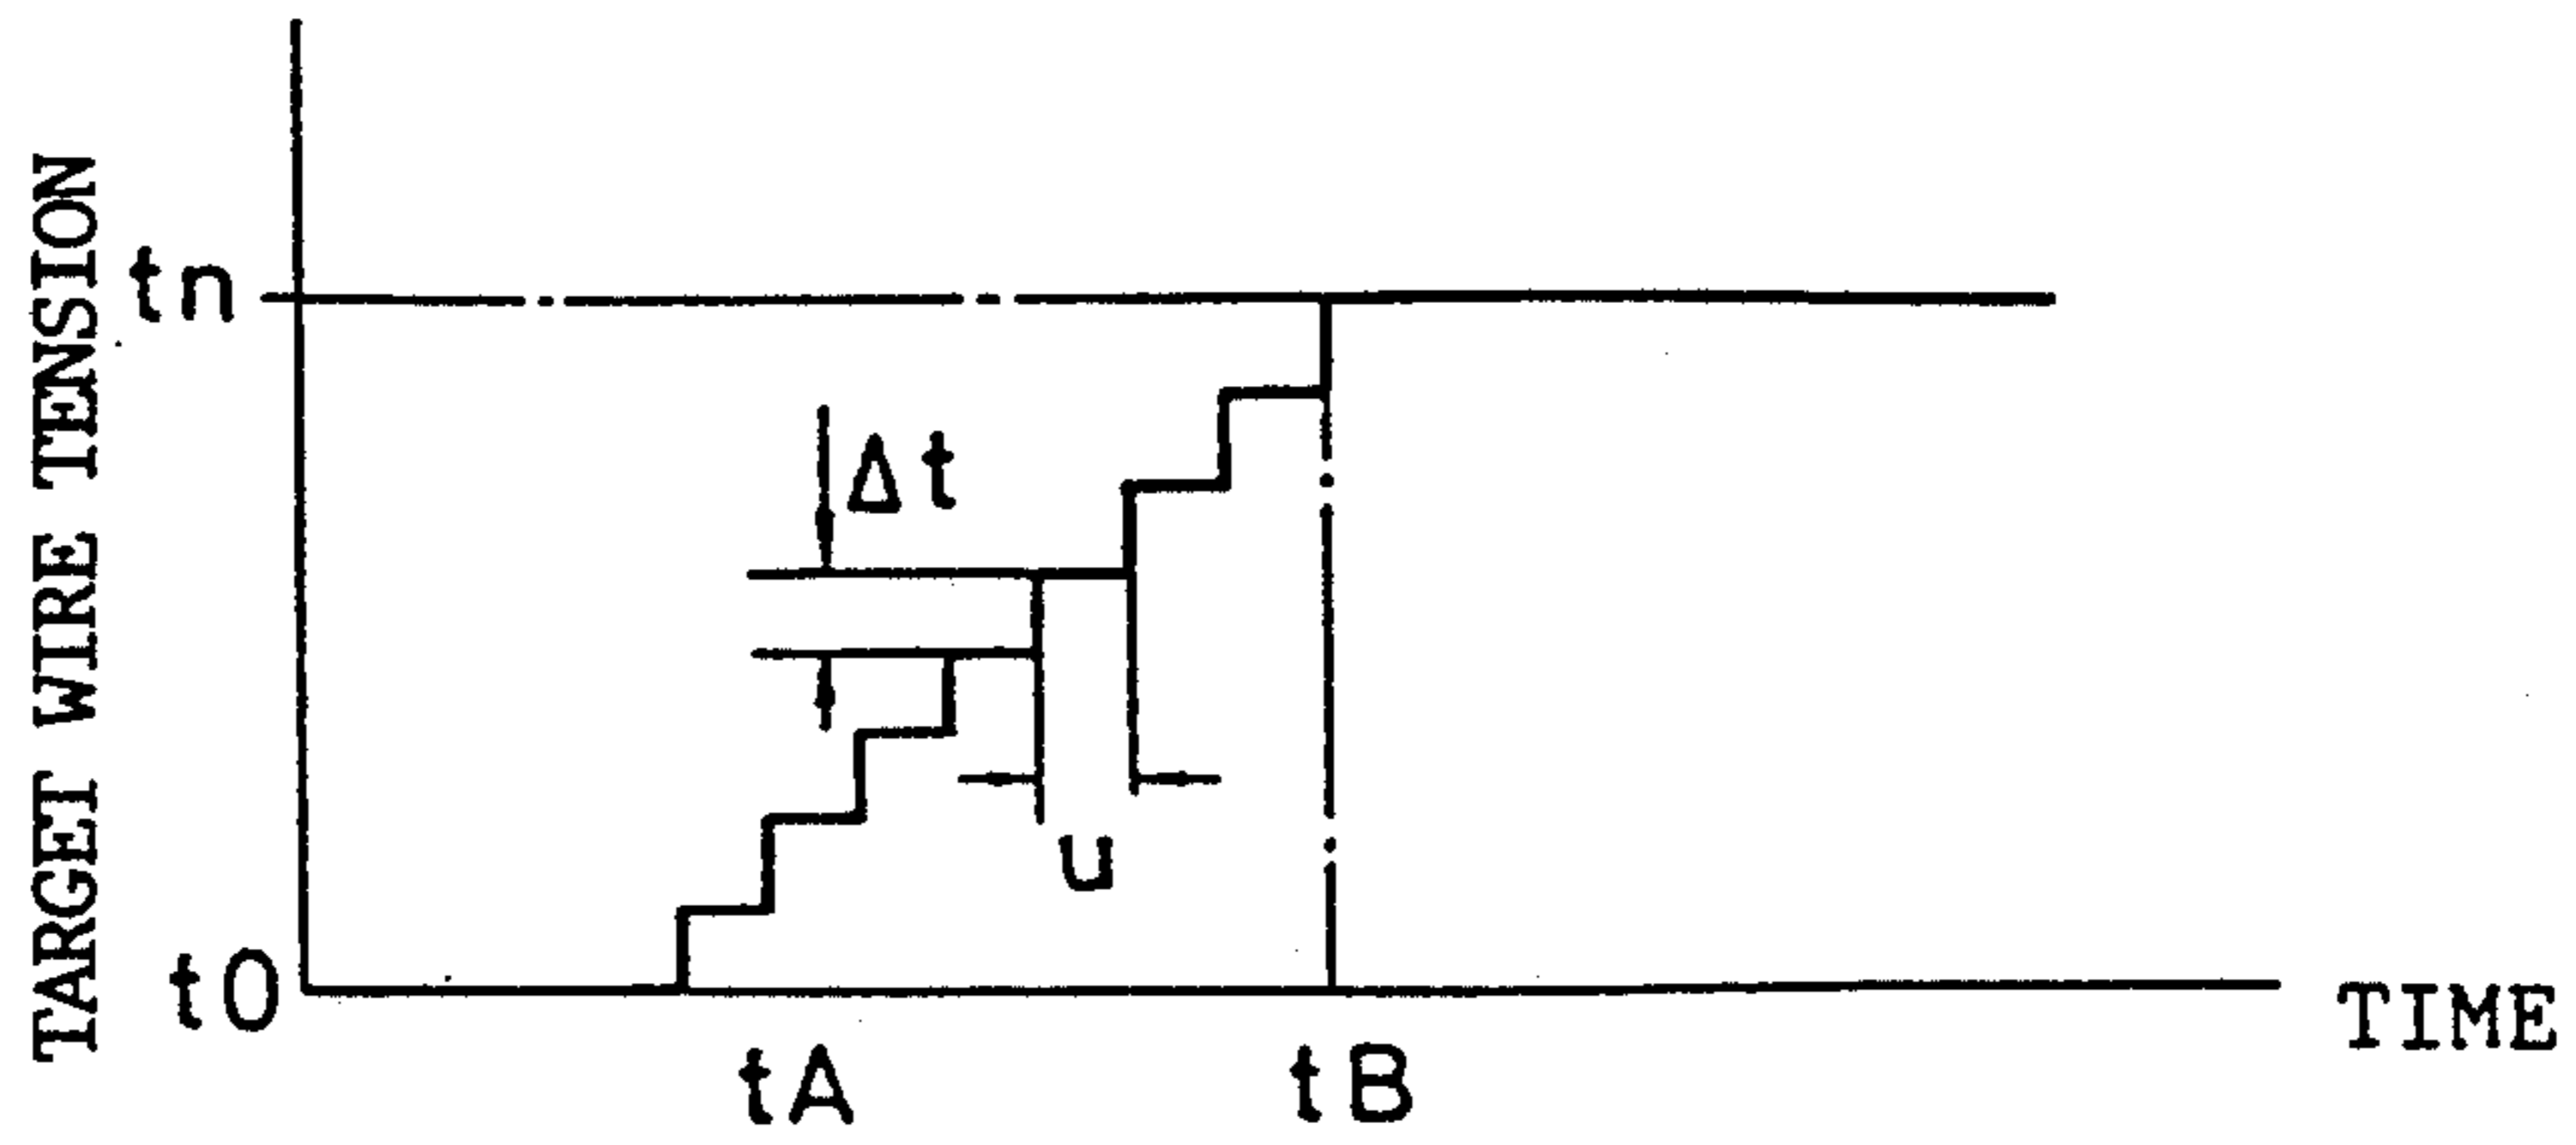 TARGET WIRE TENSION
tn
Δt
u
t0
tA
tB
TIME